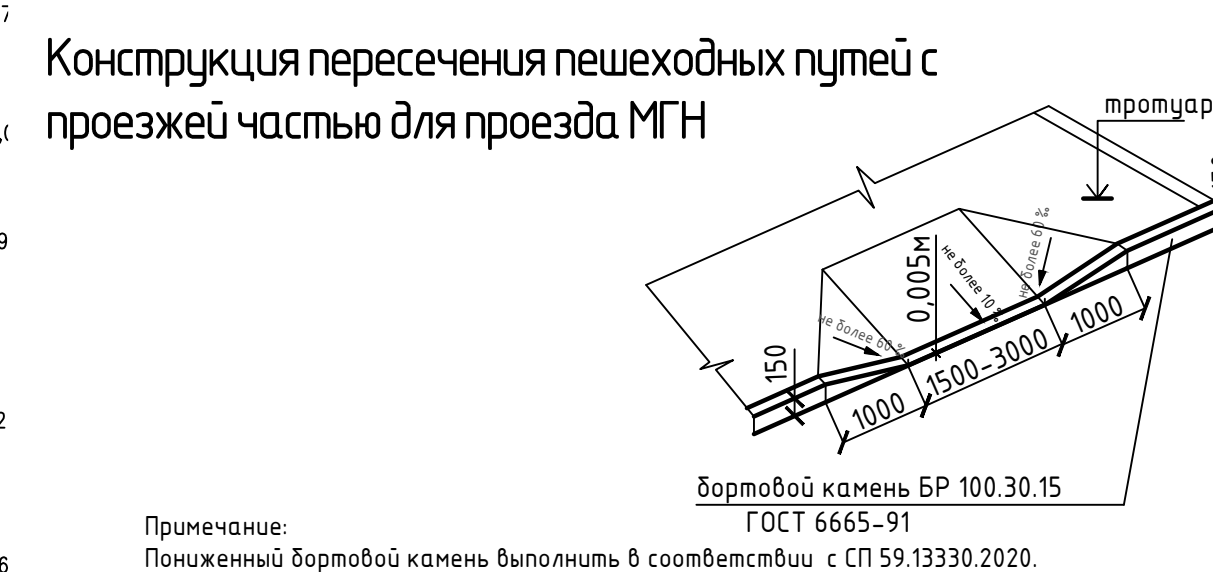 Конструкция пересечения пешеходных путей с
проезжей частью для проезда МГН
тротуар
не более 60 ‰
0,005м
не более 10 ‰
не более 60 ‰
150
1000
1500-3000
1000
бортовой камень БР 100.30.15
ГОСТ 6665-91
Примечание:
Пониженный бортовой камень выполнить в соответствии с СП 59.13330.2020.